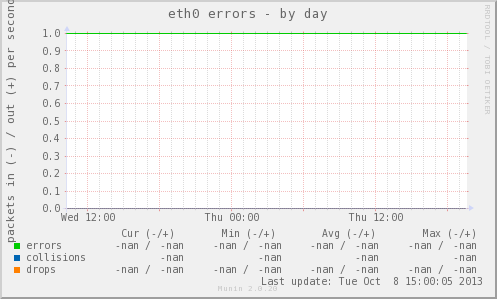 eth0 errors - by day
RRDTOOL / TOBI OETIKER
packets in (-) / out (+) per second
1.0
0.9
0.8
0.7
0.6
0.5
0.4
0.3
0.2
0.1
0.0
Wed 12:00 Thu 00:00 Thu 12:00
Cur (-/+) Min (-/+) Avg (-/+) Max (-/+)
errors -nan / -nan -nan / -nan -nan / -nan -nan / -nan
collisions -nan -nan -nan -nan
drops -nan / -nan -nan / -nan -nan / -nan -nan / -nan
Last update: Tue Oct 8 15:00:05 2013
Munin 2.0.20